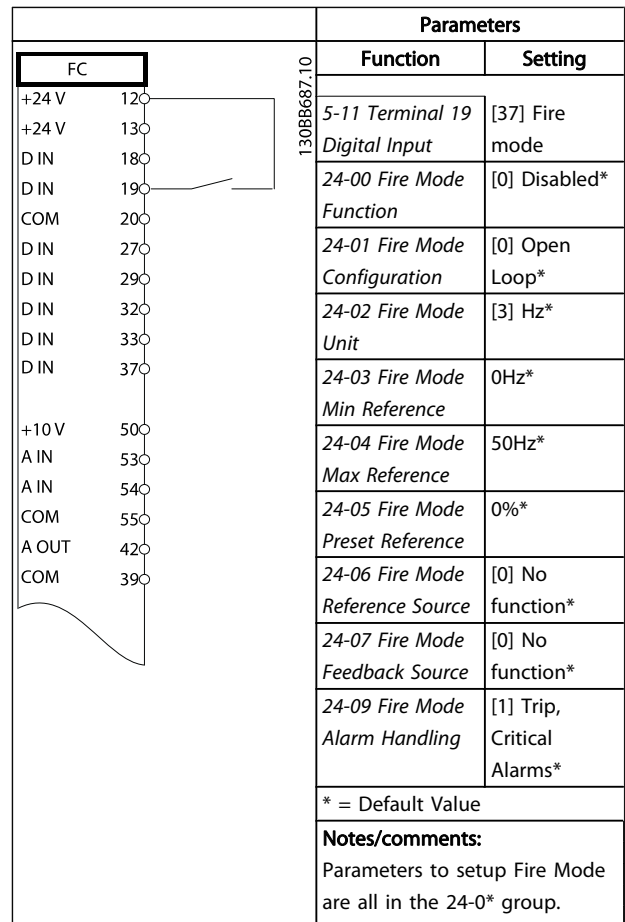 Parameters
FC
130BB687.10
Function Setting
+24 V 12
+24 V 13
D IN 18
D IN 19
COM 20
D IN 27
D IN 29
D IN 32
D IN 33
D IN 37
+10 V 50
A IN 53
A IN 54
COM 55
A OUT 42
COM 39
5-11 Terminal 19 [37] Fire
Digital Input mode
24-00 Fire Mode [0] Disabled*
Function
24-01 Fire Mode [0] Open
Configuration Loop*
24-02 Fire Mode [3] Hz*
Unit
24-03 Fire Mode 0Hz*
Min Reference
24-04 Fire Mode 50Hz*
Max Reference
24-05 Fire Mode 0%*
Preset Reference
24-06 Fire Mode [0] No
Reference Source function*
24-07 Fire Mode [0] No
Feedback Source function*
24-09 Fire Mode [1] Trip,
Alarm Handling Critical
Alarms*
* = Default Value
Notes/comments:
Parameters to setup Fire Mode
are all in the 24-0* group.